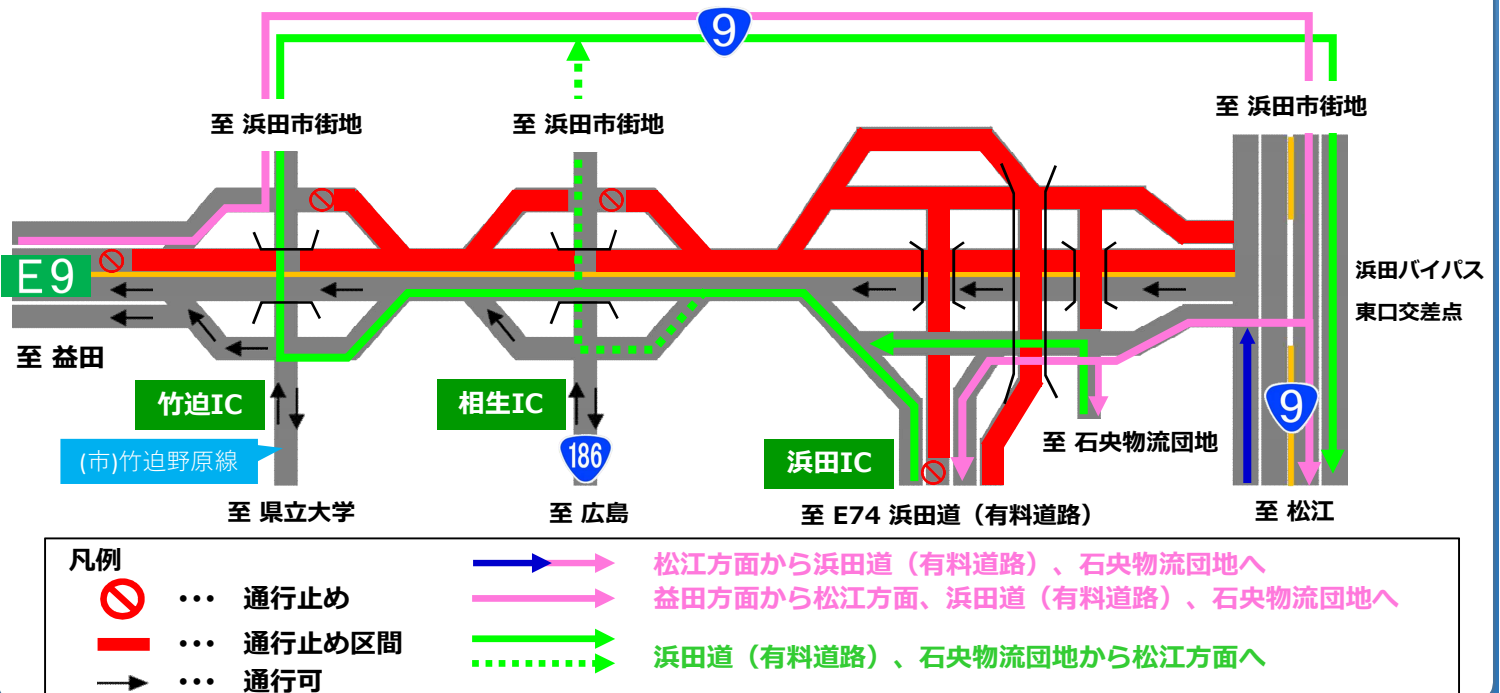 9
至 浜田市街地
至 浜田市街地
至 浜田市街地
E9
浜田バイパス
東口交差点
至 益田
竹迫IC
相生IC
浜田IC
至 石央物流団地
9
(市)竹迫野原線
186
至 県立大学
至 広島
至 E74 浜田道（有料道路）
至 松江
凡例
･･･ 通行止め
･･･ 通行止め区間
･･･ 通行可
松江方面から浜田道（有料道路）、石央物流団地へ
益田方面から松江方面、浜田道（有料道路）、石央物流団地へ
浜田道（有料道路）、石央物流団地から松江方面へ